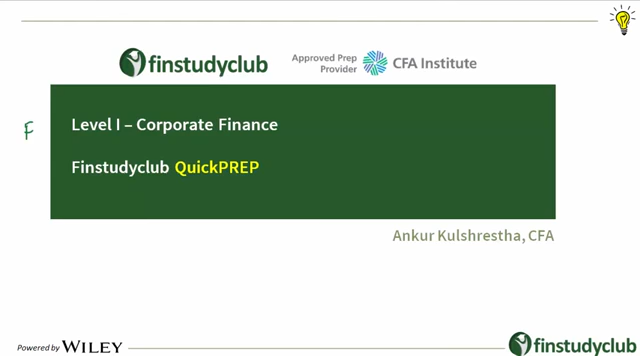 finstudyclub
Approved Prep Provider
CFA Institute
F
Level I – Corporate Finance
Finstudyclub QuickPREP
Ankur Kulshrestha, CFA
Powered by WILEY
finstudyclub